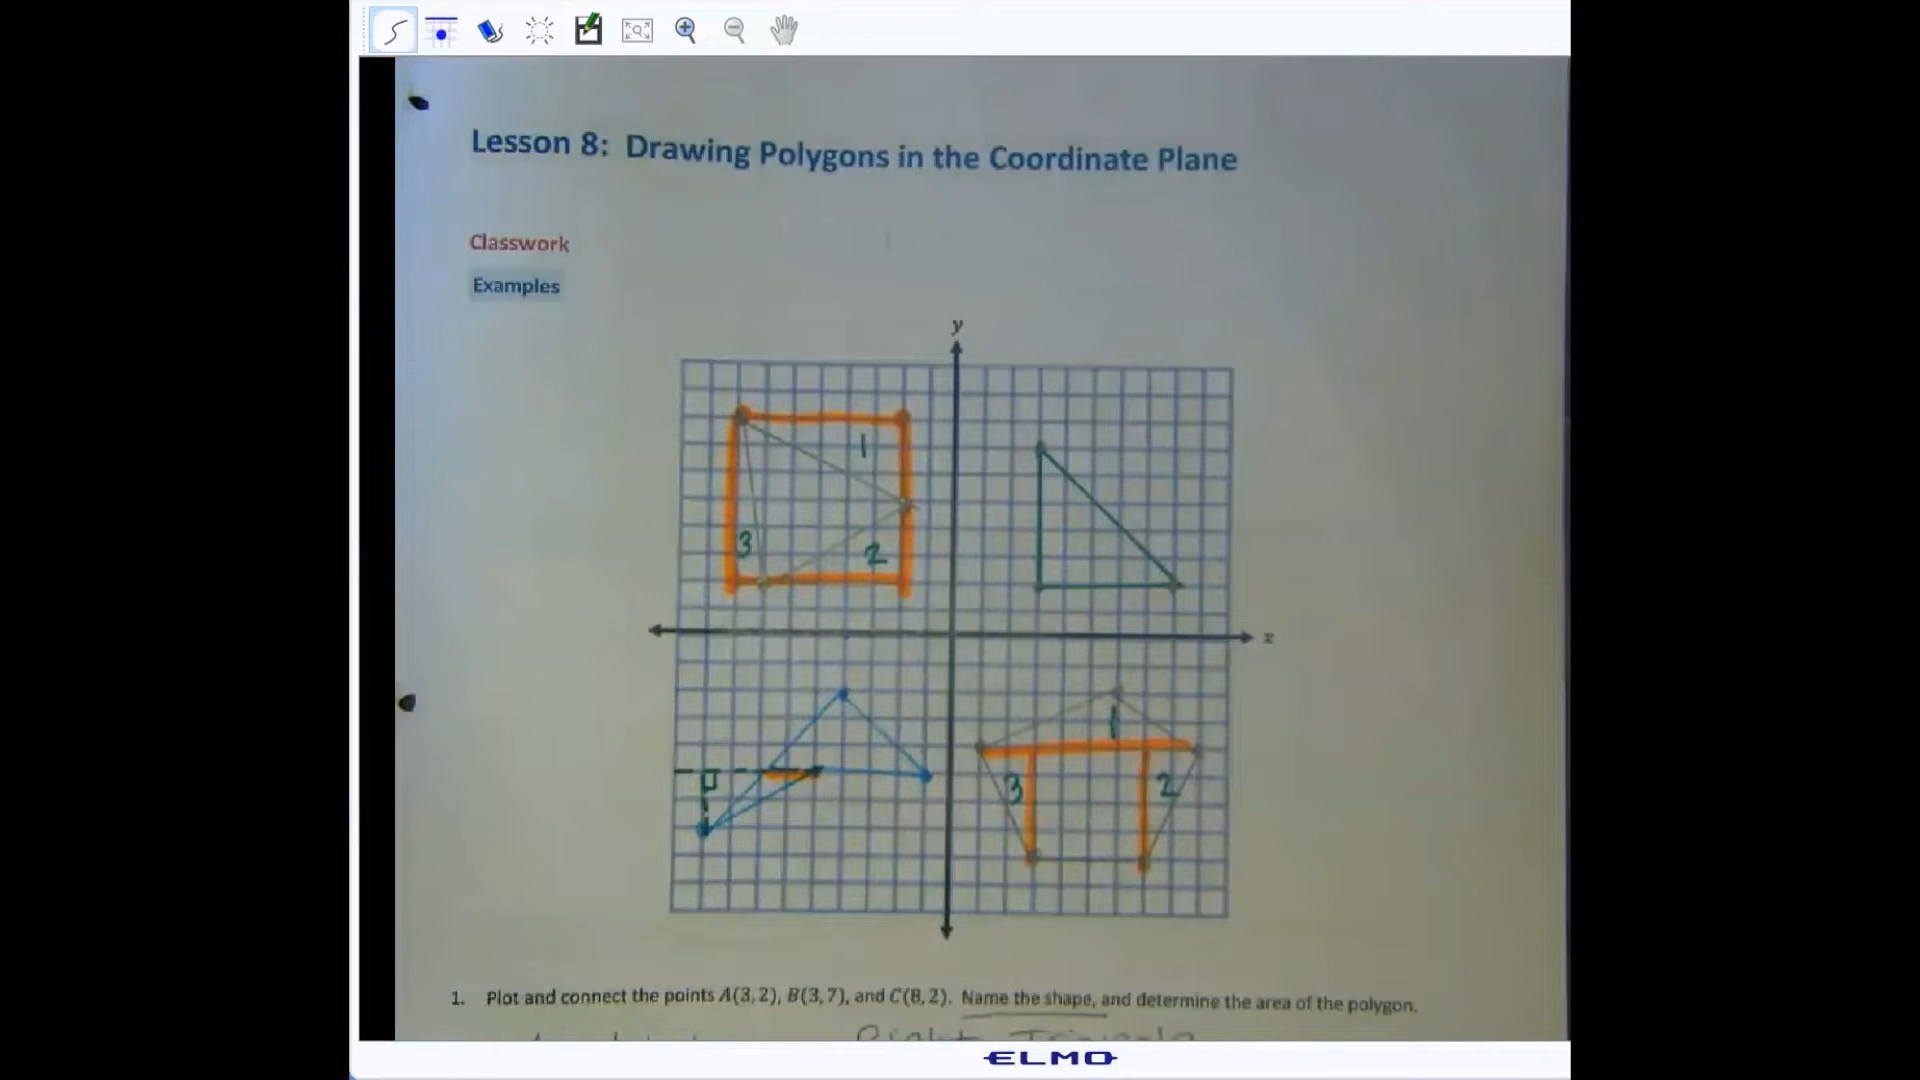 Lesson 8: Drawing Polygons in the Coordinate Plane
Classwork
Examples
y
1
3
2
x
1
3
2
1. Plot and connect the points A(3, 2), B(3, 7), and C(8, 2). Name the shape, and determine the area of the polygon.
Right Triangle
ELMO